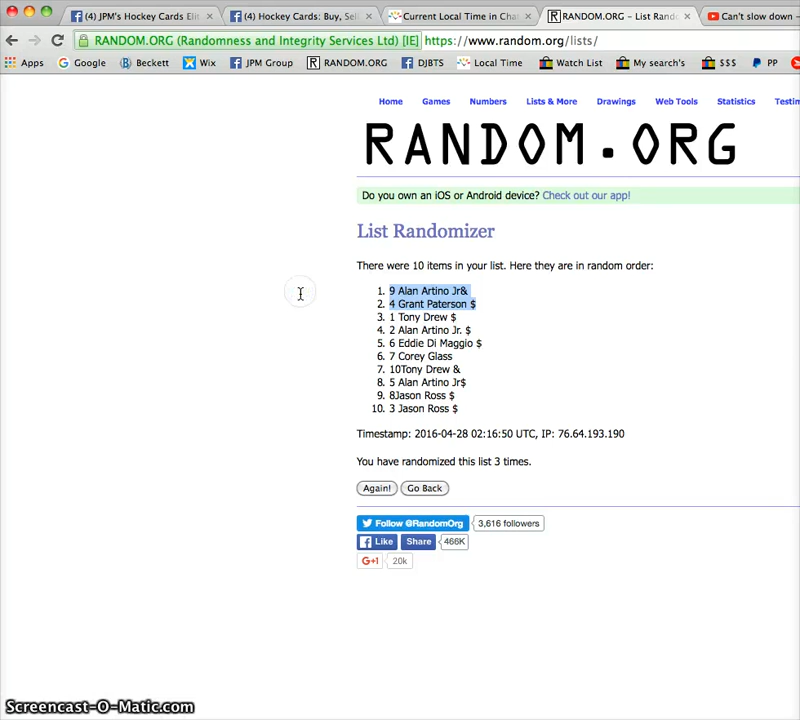 (4) JPM's Hockey Cards Elit
(4) Hockey Cards: Buy, Sel
Current Local Time in Cha
RANDOM.ORG - List Rando
Can't slow down -
RANDOM.ORG (Randomness and Integrity Services Ltd) [IE]
https://www.random.org/lists/
Apps Google Beckett Wix JPM Group RANDOM.ORG DJBTS Local Time Watch List My search's $$$ PP
Home Games Numbers Lists & More Drawings Web Tools Statistics Testim
RANDOM.ORG
Do you own an iOS or Android device? Check out our app!
List Randomizer
There were 10 items in your list. Here they are in random order:
1. 9 Alan Artino Jr&
2. 4 Grant Paterson $
3. 1 Tony Drew $
4. 2 Alan Artino Jr. $
5. 6 Eddie Di Maggio $
6. 7 Corey Glass
7. 10Tony Drew &
8. 5 Alan Artino Jr$
9. 8Jason Ross $
10. 3 Jason Ross $
Timestamp: 2016-04-28 02:16:50 UTC, IP: 76.64.193.190
You have randomized this list 3 times.
Again! Go Back
Follow @RandomOrg 3,616 followers
Like Share 466K
G+1 20k
Screencast-O-Matic.com